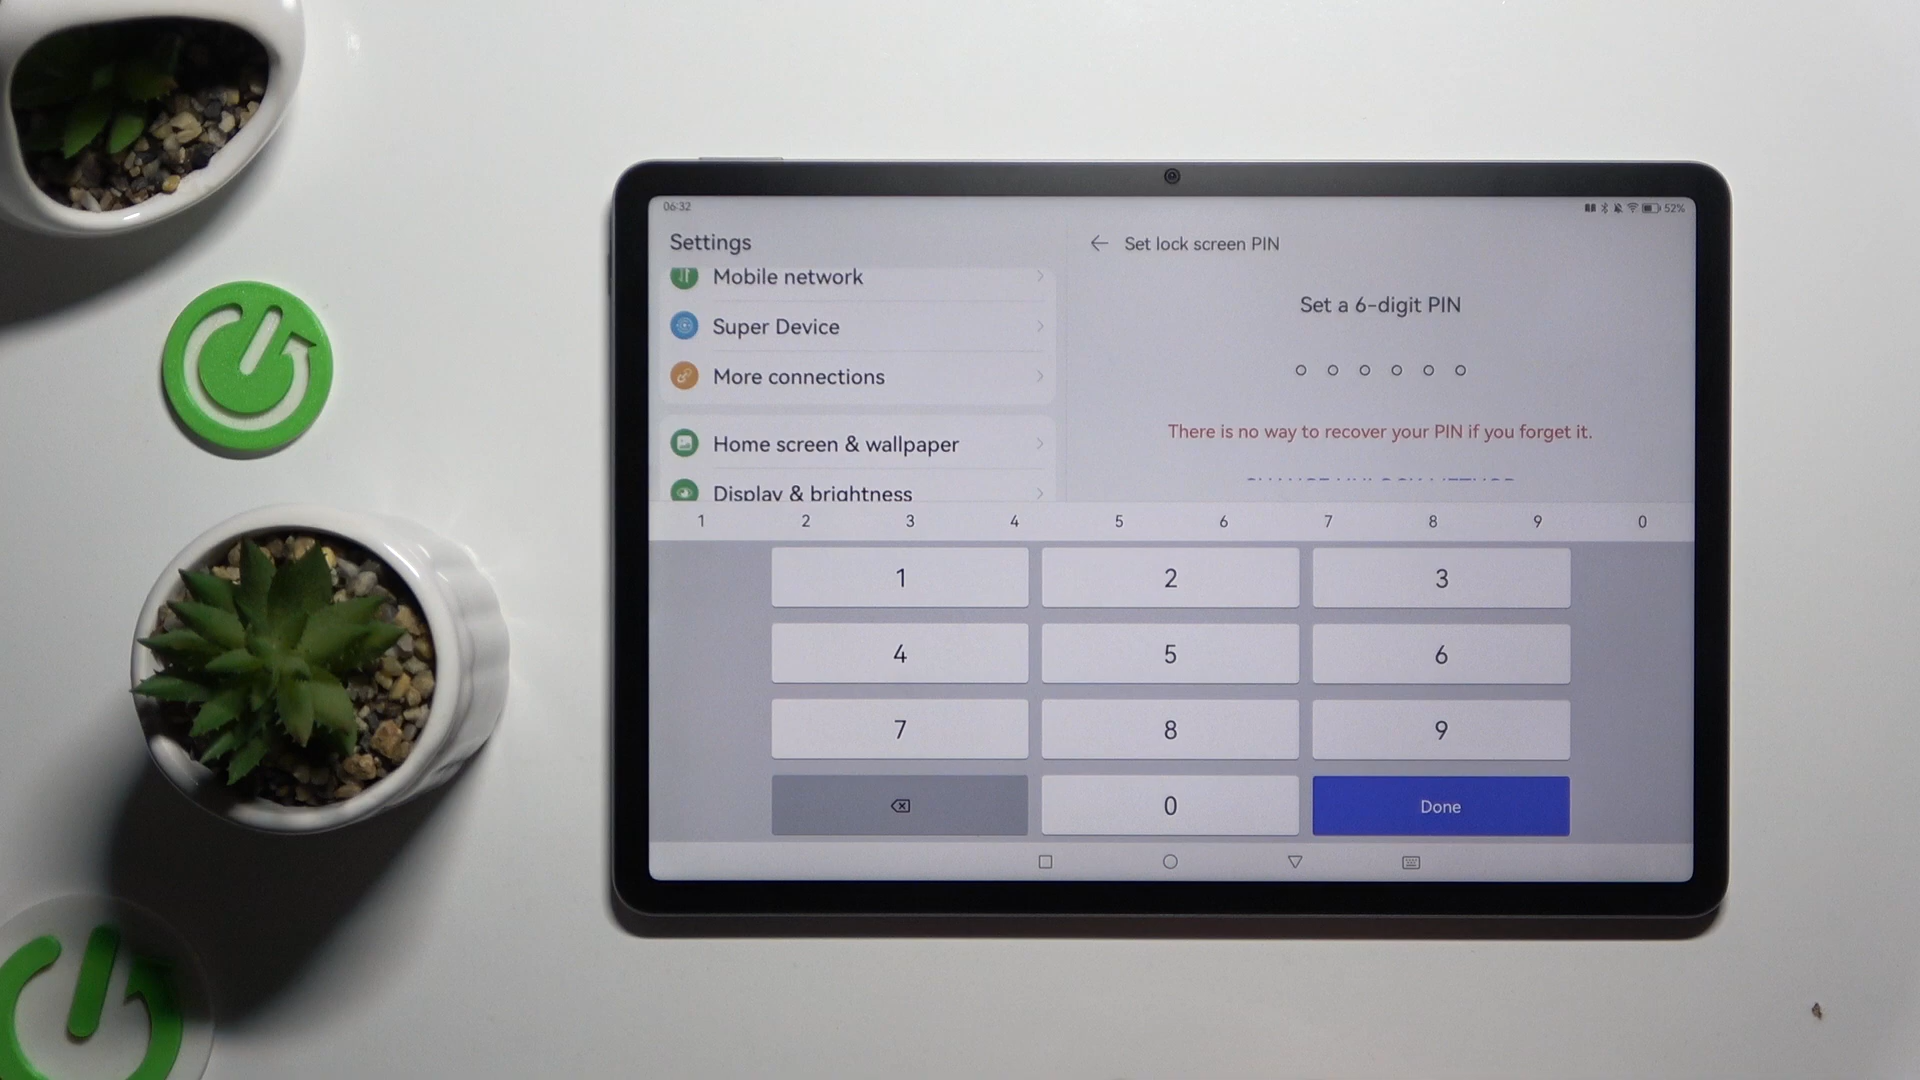 06:32
52%
Settings
Set lock screen PIN
Mobile network
Super Device
More connections
Home screen & wallpaper
Display & brightness
Set a 6-digit PIN
There is no way to recover your PIN if you forget it.
1 2 3 4 5 6 7 8 9 0
1 2 3
4 5 6
7 8 9
0 Done